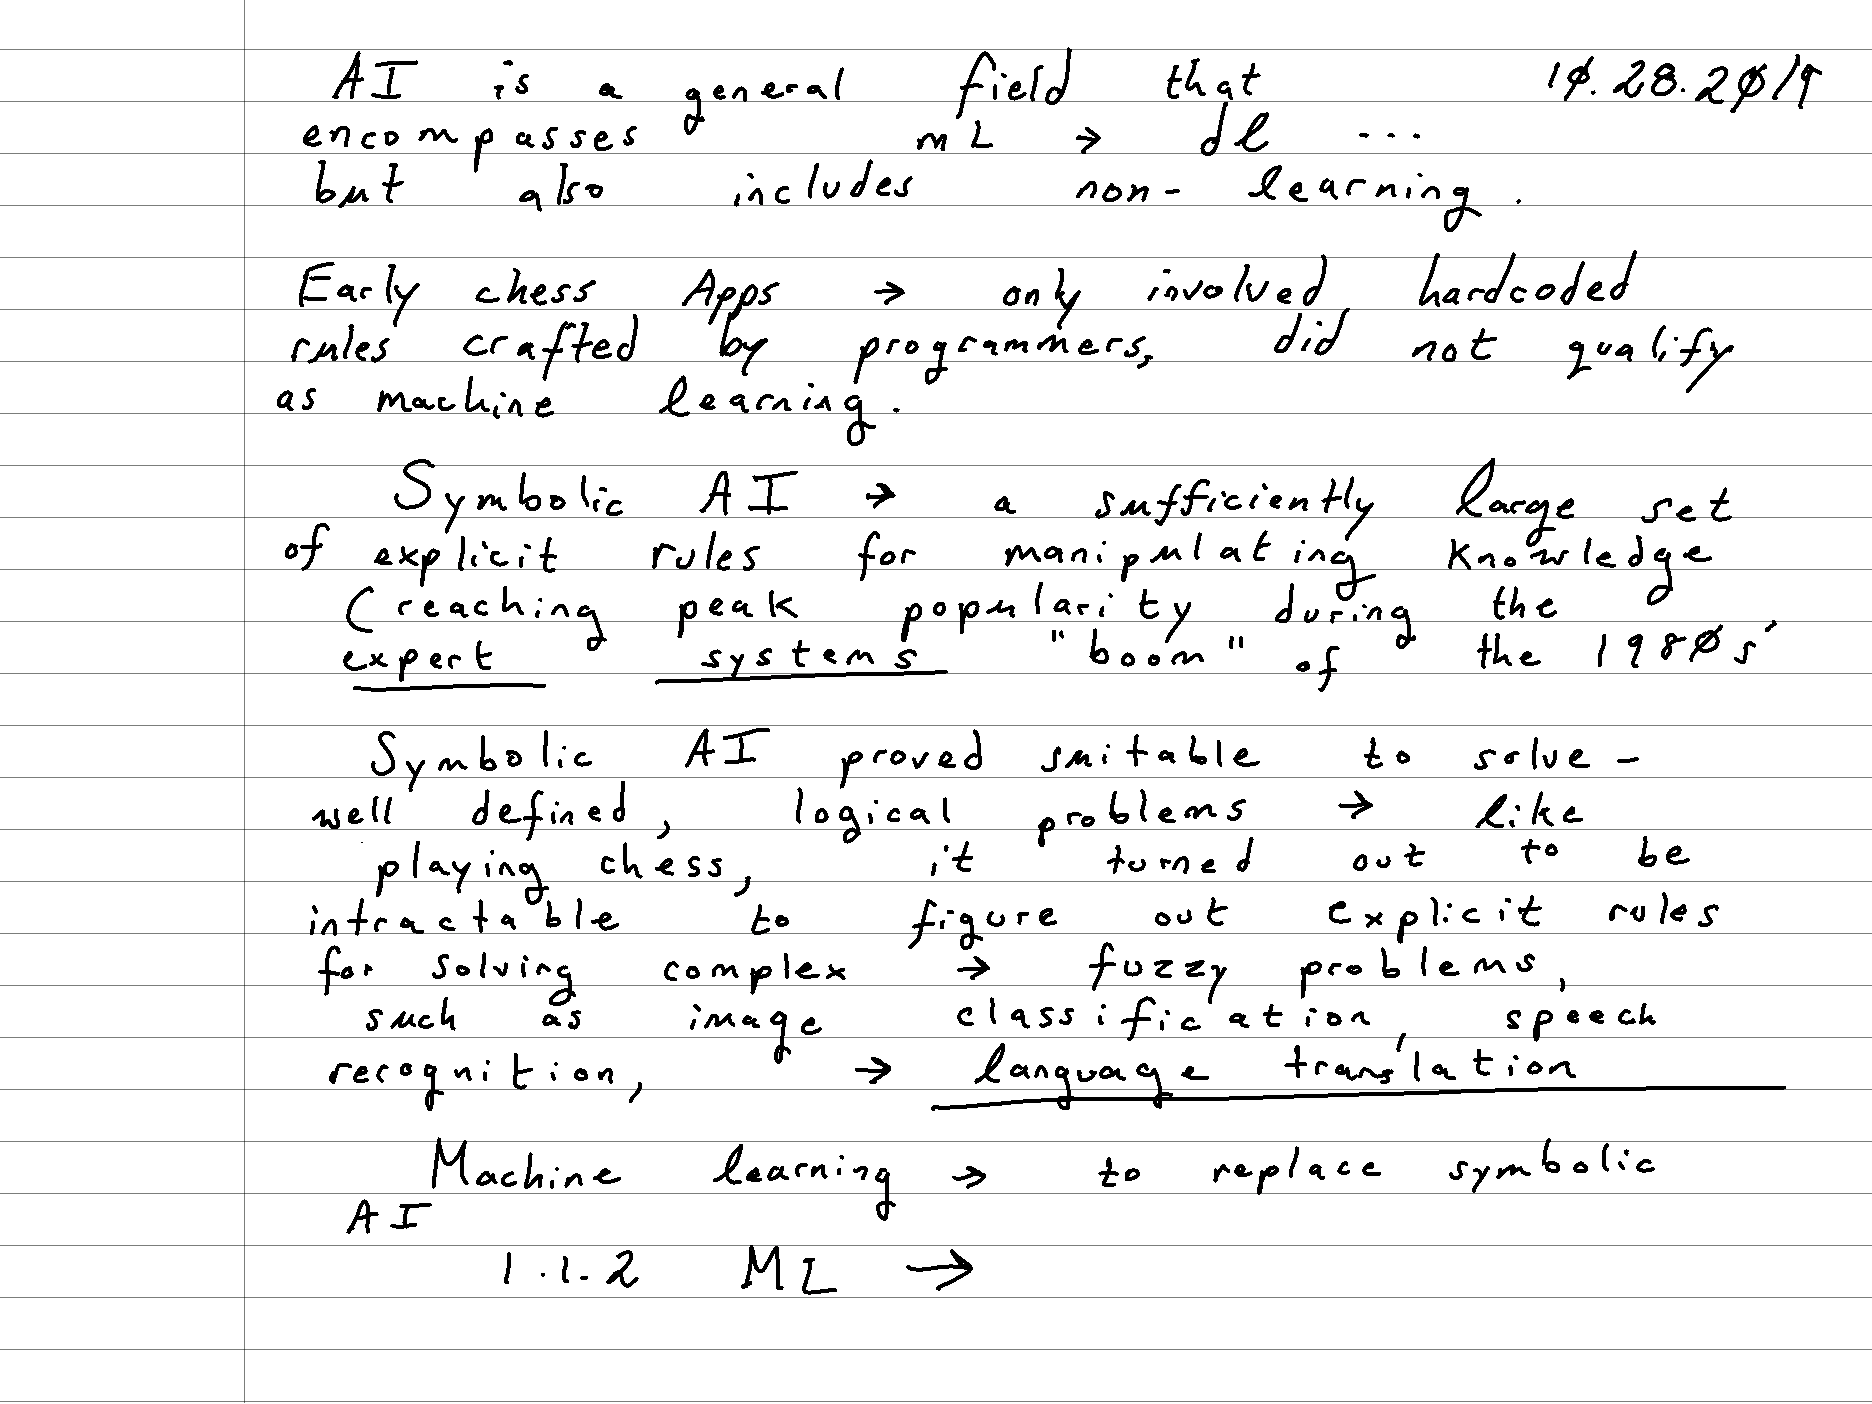 AI is a general field that 10.28.2019
encompasses mL → dl ...
but also includes non- learning.
Early chess Apps → only involved hardcoded
rules crafted by programmers, did not qualify
as machine learning.
Symbolic AI → a sufficiently large set
of explicit rules for manipulating knowledge
(reaching peak popularity during the
expert systems "boom" of the 1980s'
Symbolic AI proved suitable to solve -
well defined, logical problems → like
playing chess, it turned out to be
intractable to figure out explicit rules
for solving complex → fuzzy problems,
such as image classification, speech
recognition, → language translation
Machine learning → to replace symbolic
AI
1.1.2 ML →